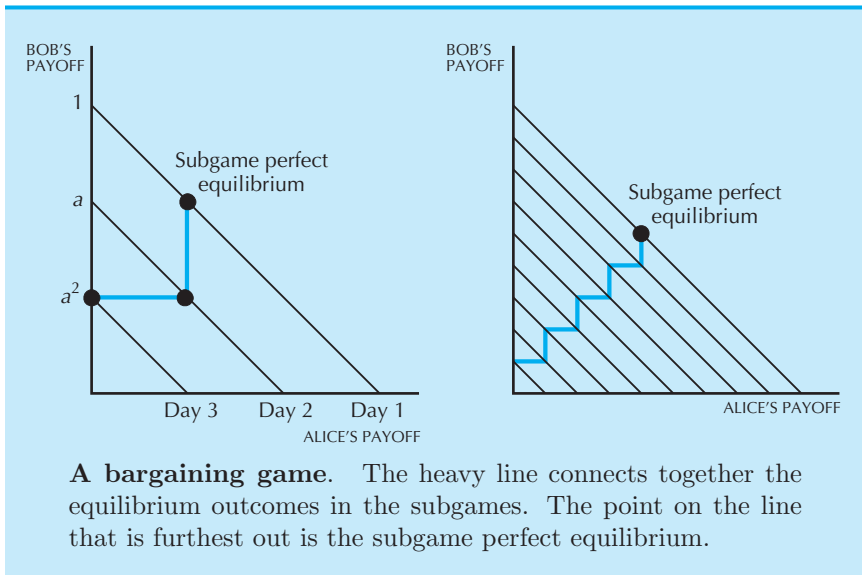 BOB'S
PAYOFF
1
Subgame perfect
equilibrium
a
a²
Day 3 Day 2 Day 1
ALICE'S PAYOFF
BOB'S
PAYOFF
Subgame perfect
equilibrium
ALICE'S PAYOFF
A bargaining game. The heavy line connects together the
equilibrium outcomes in the subgames. The point on the line
that is furthest out is the subgame perfect equilibrium.